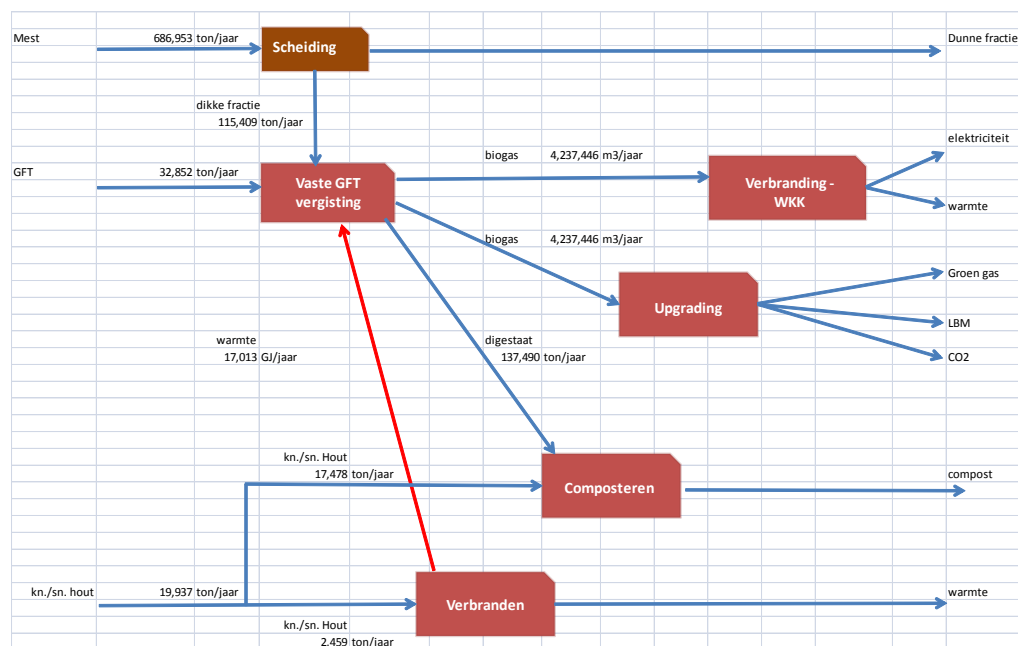 Mest 686,953 ton/jaar
Scheiding
Dunne fractie
dikke fractie
115,409 ton/jaar
GFT 32,852 ton/jaar
Vaste GFT
vergisting
biogas 4,237,446 m3/jaar
Verbranding -
WKK
elektriciteit
warmte
biogas 4,237,446 m3/jaar
Upgrading
Groen gas
LBM
CO2
warmte
17,013 GJ/jaar
digestaat
137,490 ton/jaar
kn./sn. Hout
17,478 ton/jaar
Composteren
compost
kn./sn. hout 19,937 ton/jaar
Verbranden
warmte
kn./sn. Hout
2.459 ton/jaar